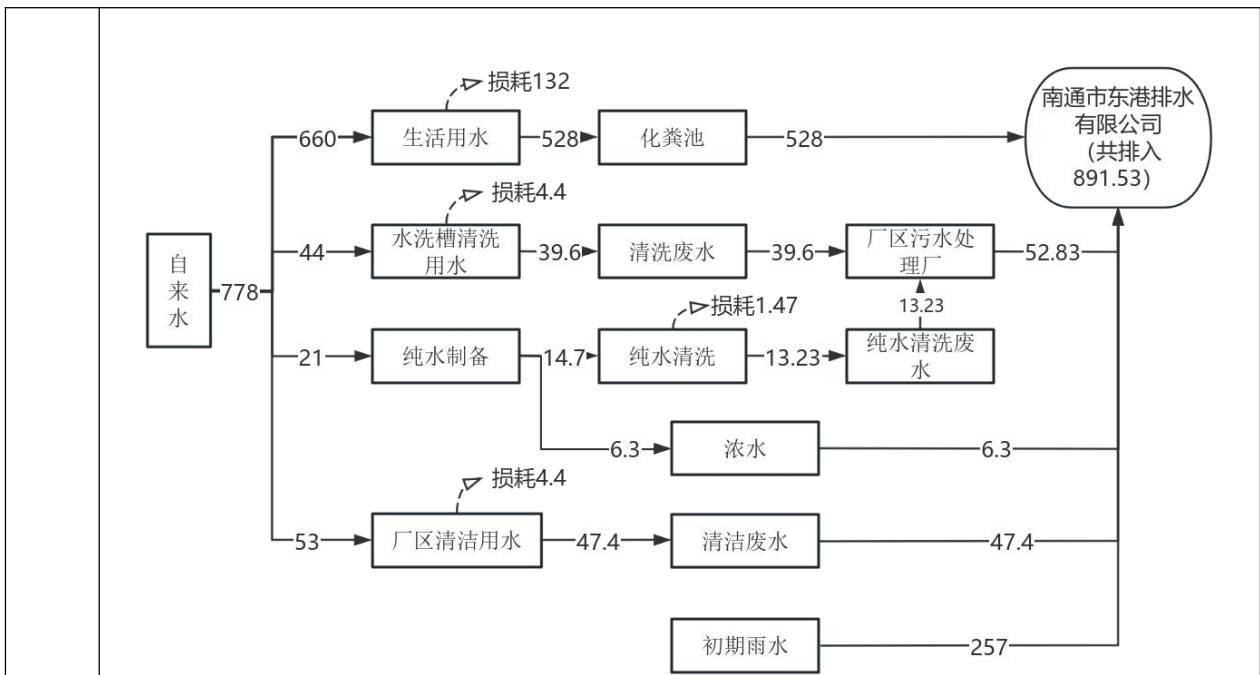 损耗132
660
生活用水
528
化粪池
528
南通市东港排水
有限公司
（共排入
891.53）
损耗4.4
44
水洗槽清洗
用水
39.6
清洗废水
39.6
厂区污水处
理厂
52.83
自
来
水
778
损耗1.47
13.23
21
纯水制备
14.7
纯水清洗
13.23
纯水清洗废
水
6.3
浓水
6.3
损耗4.4
53
厂区清洁用水
47.4
清洁废水
47.4
初期雨水
257